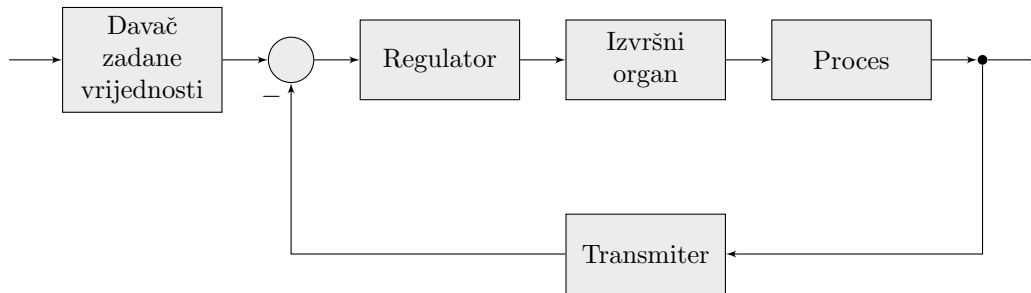 Davač
zadane
vrijednosti
−
Regulator
Izvršni
organ
Proces
Transmiter